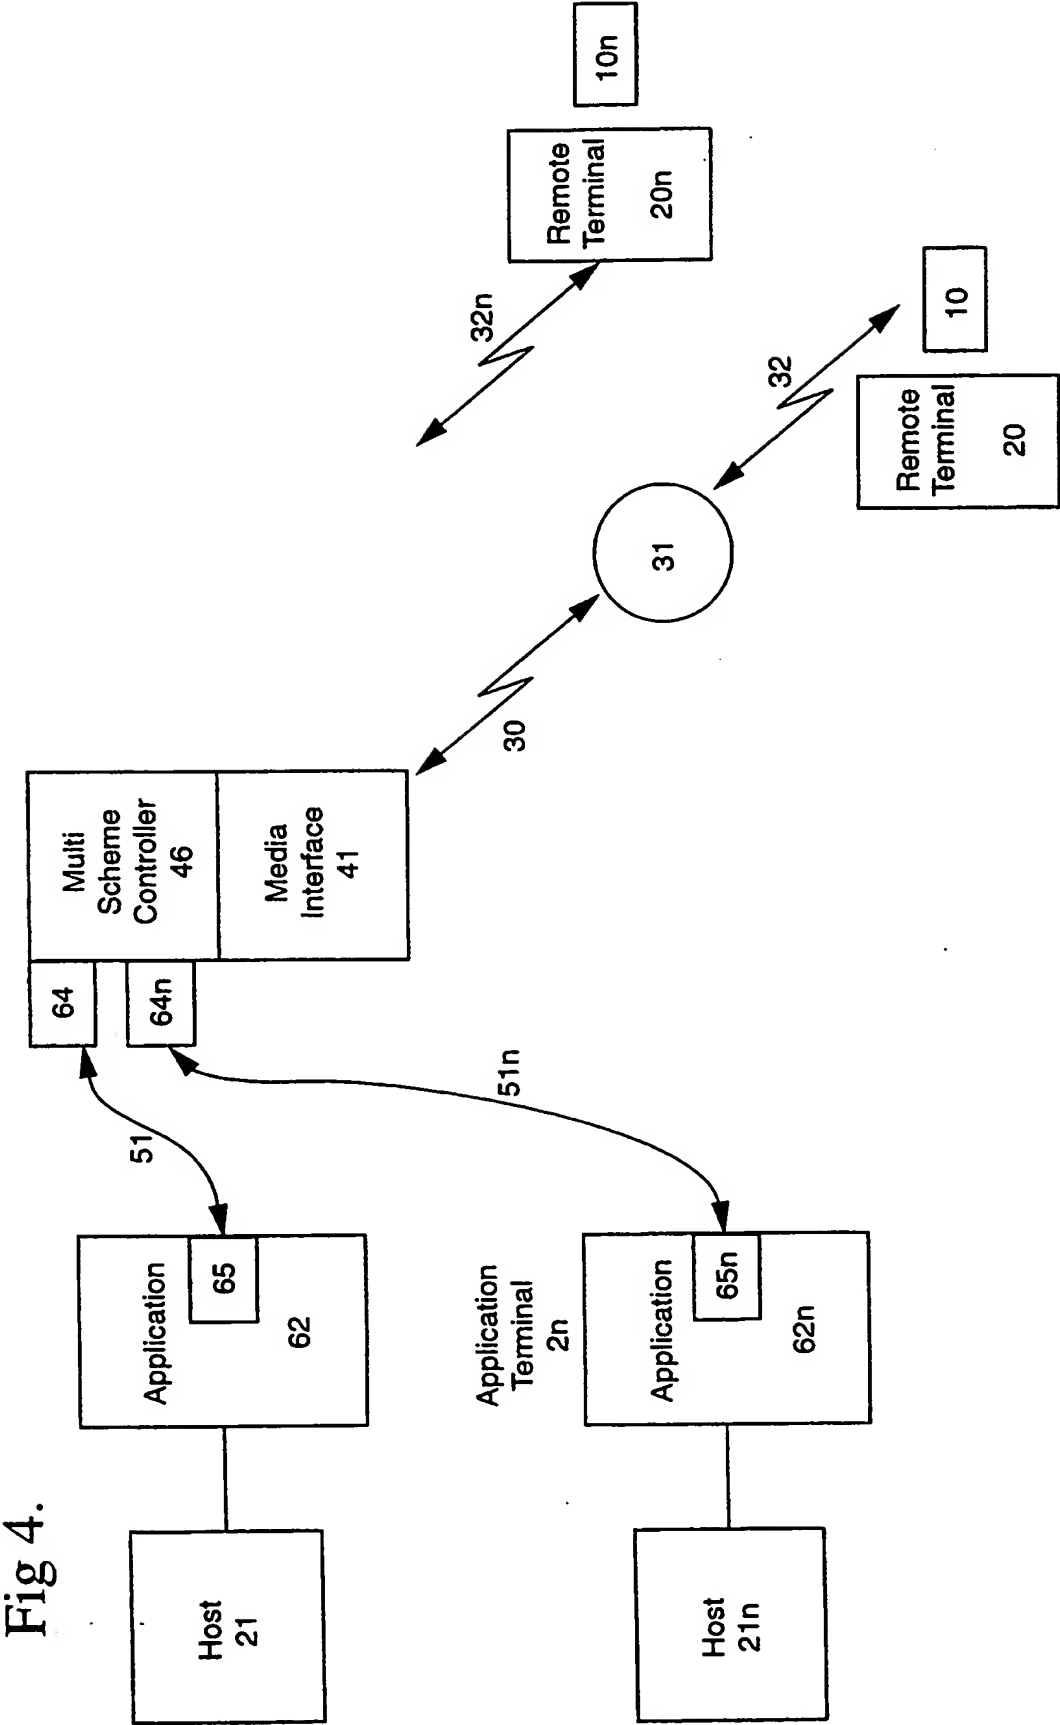 Fig 4.
Host
21
Application
65
62
51
64
64n
Multi
Scheme
Controller
46
Media
Interface
41
Host
21n
Application
Terminal
2n
Application
65n
62n
51n
30
31
32n
32
Remote
Terminal
20n
10n
Remote
Terminal
20
10